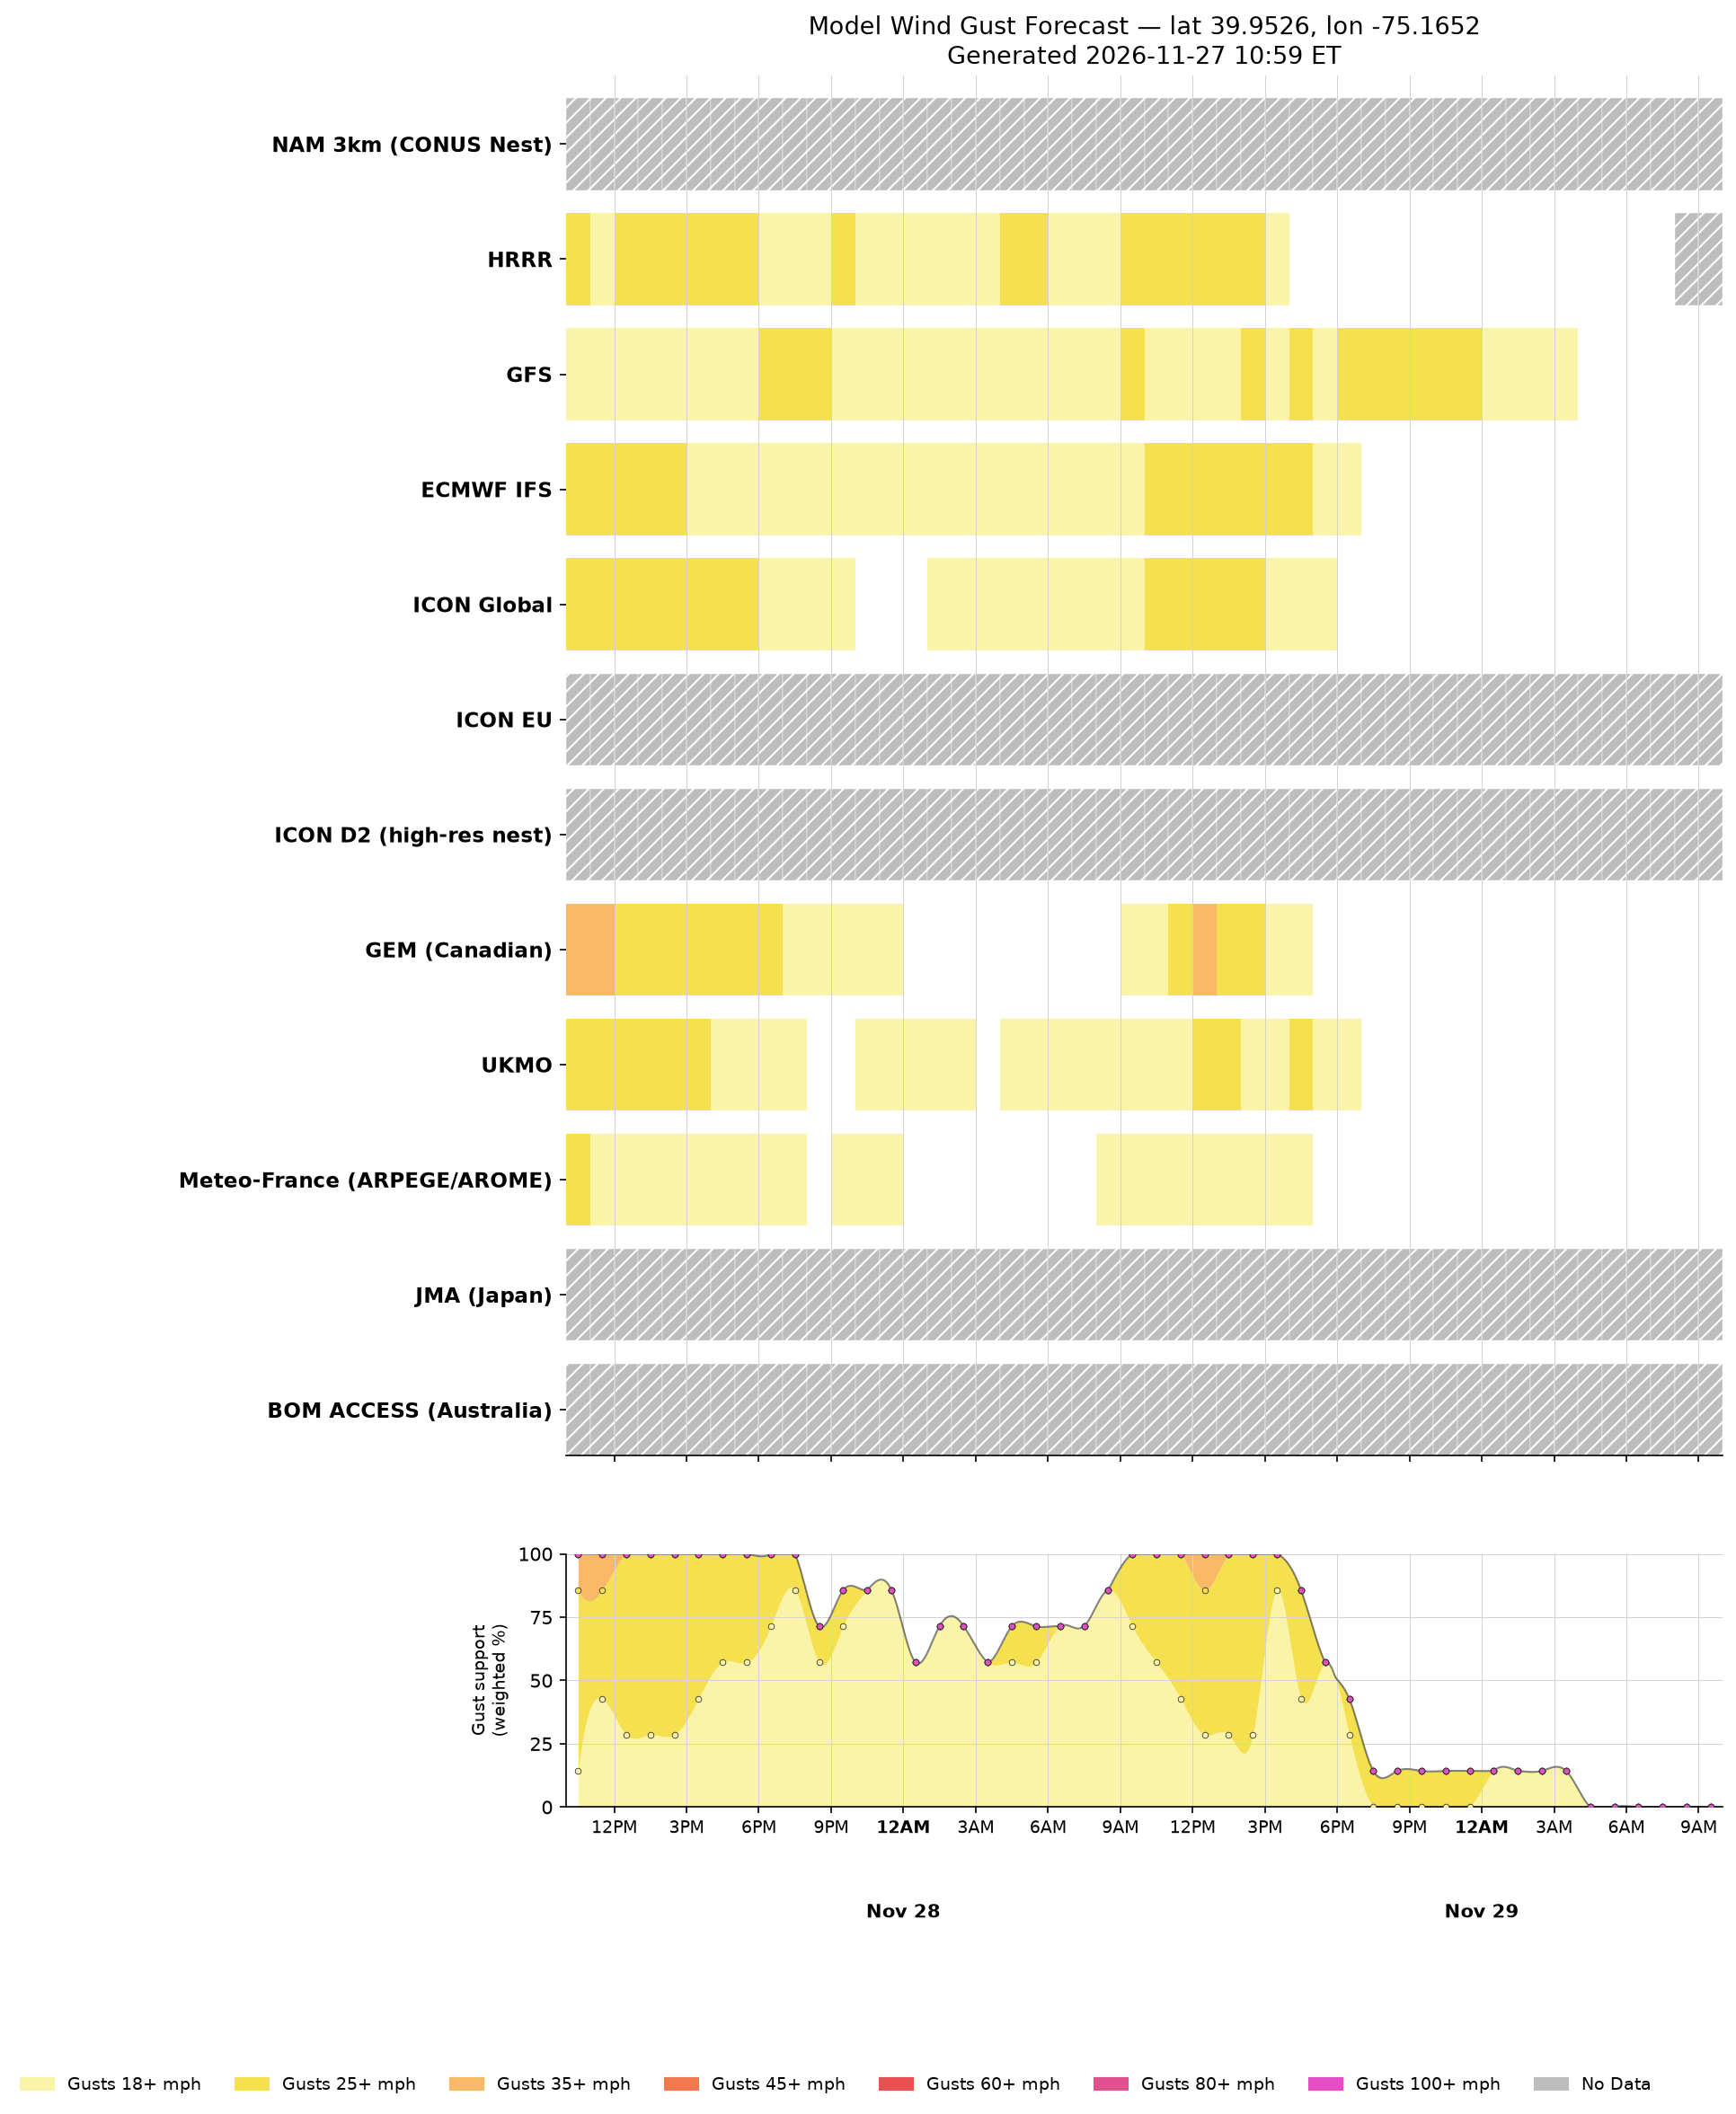 Model Wind Gust Forecast — lat 39.9526, lon -75.1652
Generated 2026-11-27 10:59 ET
NAM 3km (CONUS Nest)
HRRR
GFS
ECMWF IFS
ICON Global
ICON EU
ICON D2 (high-res nest)
GEM (Canadian)
UKMO
Meteo-France (ARPEGE/AROME)
JMA (Japan)
BOM ACCESS (Australia)
Gust support
(weighted %)
100
75
50
25
0
12PM 3PM 6PM 9PM 12AM 3AM 6AM 9AM 12PM 3PM 6PM 9PM 12AM 3AM 6AM 9AM
Nov 28 Nov 29
Gusts 18+ mph Gusts 25+ mph Gusts 35+ mph Gusts 45+ mph Gusts 60+ mph Gusts 80+ mph Gusts 100+ mph No Data